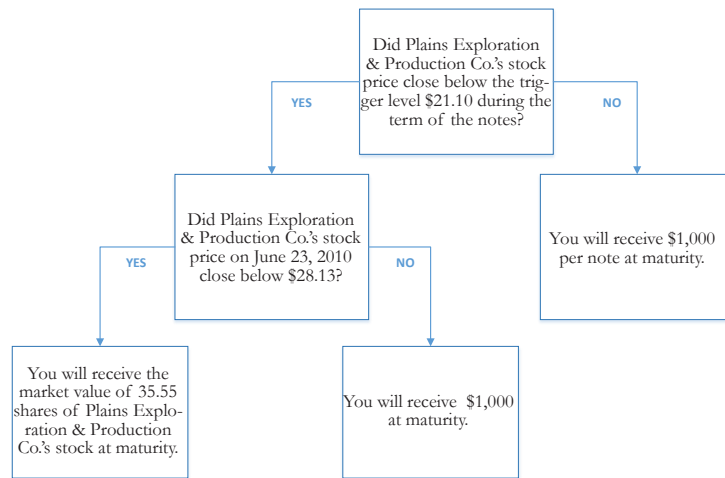 Did Plains Exploration
& Production Co.'s stock
price close below the trig-
ger level $21.10 during the
term of the notes?
YES
NO
Did Plains Exploration
& Production Co.'s stock
price on June 23, 2010
close below $28.13?
You will receive $1,000
per note at maturity.
YES
NO
You will receive the
market value of 35.55
shares of Plains Explo-
ration & Production
Co.'s stock at maturity.
You will receive $1,000
at maturity.